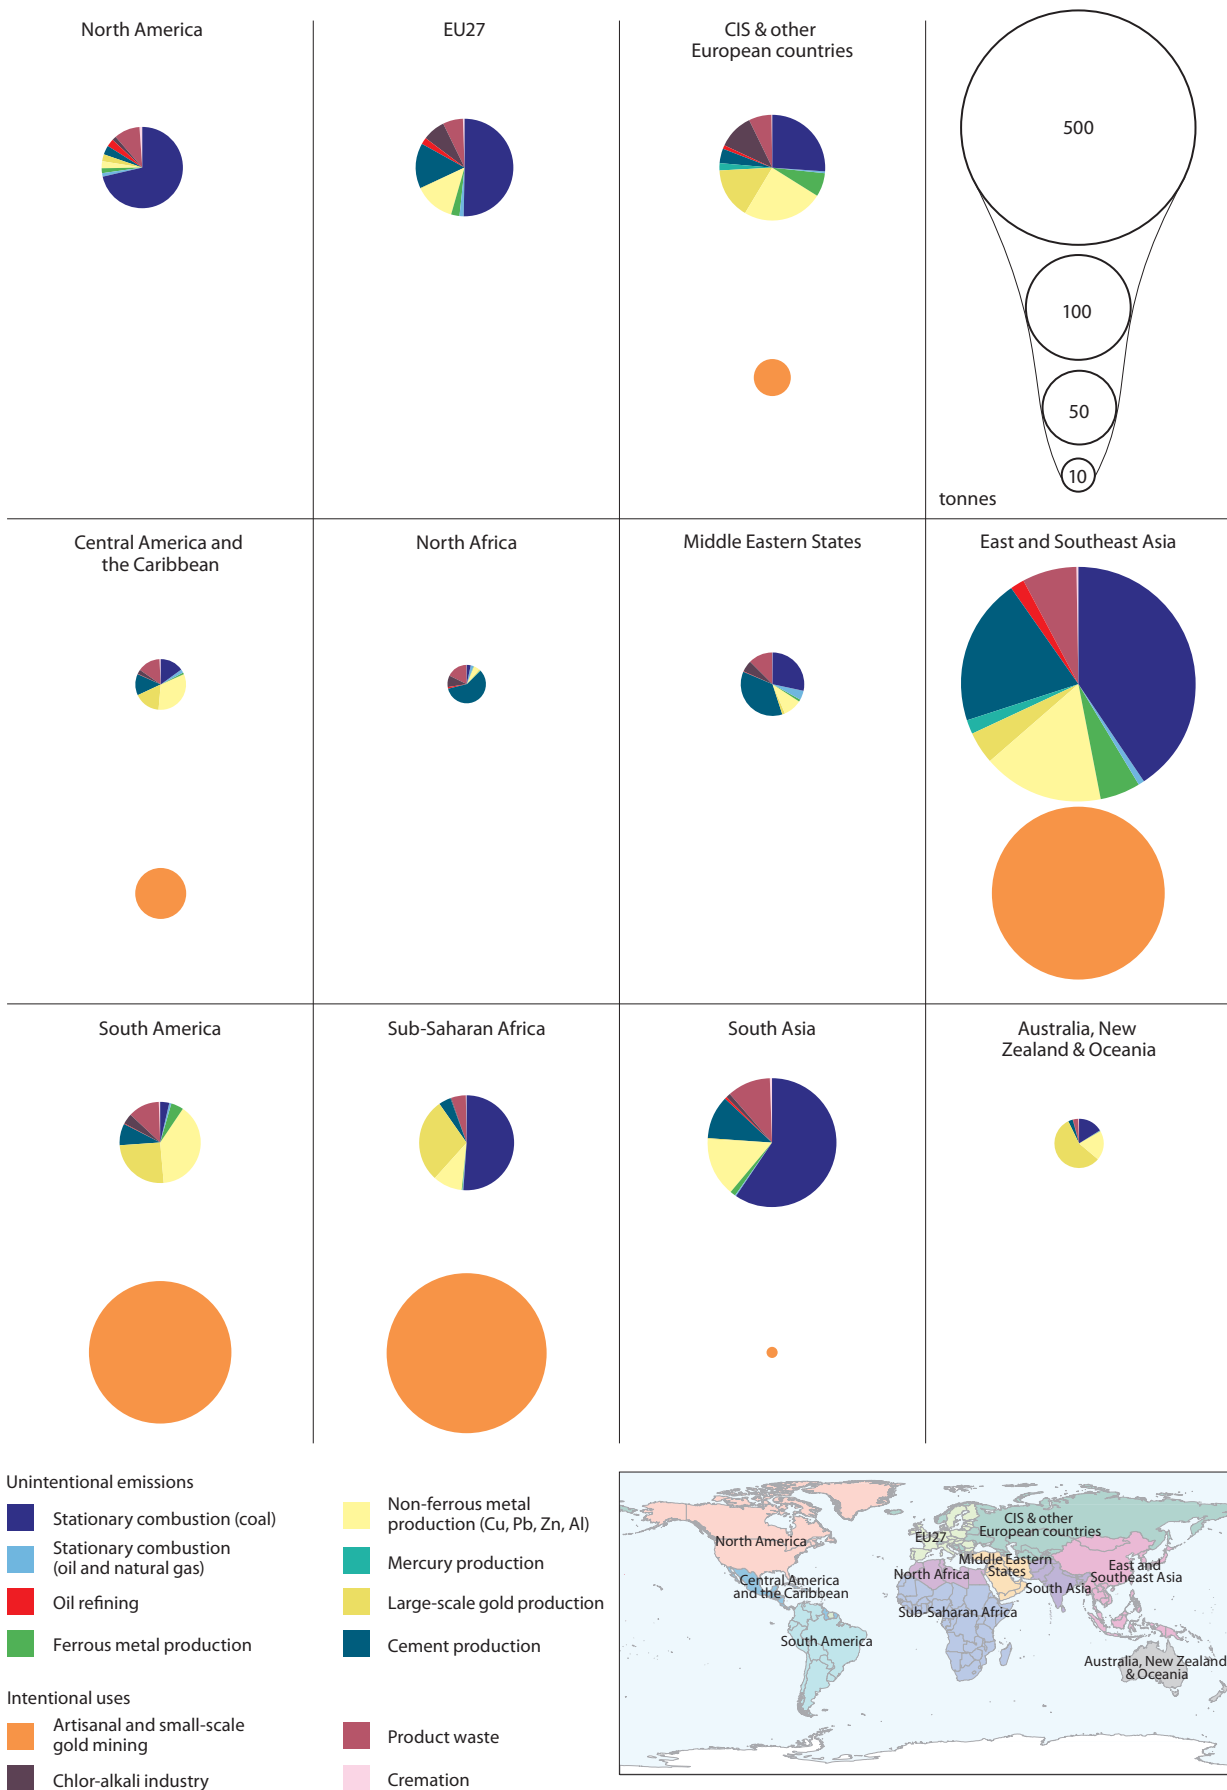 North America
EU27
CIS & other
European countries
500
100
50
10
tonnes
Central America and
the Caribbean
North Africa
Middle Eastern States
East and Southeast Asia
South America
Sub-Saharan Africa
South Asia
Australia, New
Zealand & Oceania
Unintentional emissions
Stationary combustion (coal)
Stationary combustion
(oil and natural gas)
Oil refining
Ferrous metal production
Non-ferrous metal
production (Cu, Pb, Zn, Al)
Mercury production
Large-scale gold production
Cement production
Intentional uses
Artisanal and small-scale
gold mining
Chlor-alkali industry
Product waste
Cremation
North America
EU27
CIS & other
European countries
Central America
and the Caribbean
North Africa
Middle Eastern
States
South Asia
East and
Southeast Asia
Sub-Saharan Africa
South America
Australia, New Zealand
& Oceania